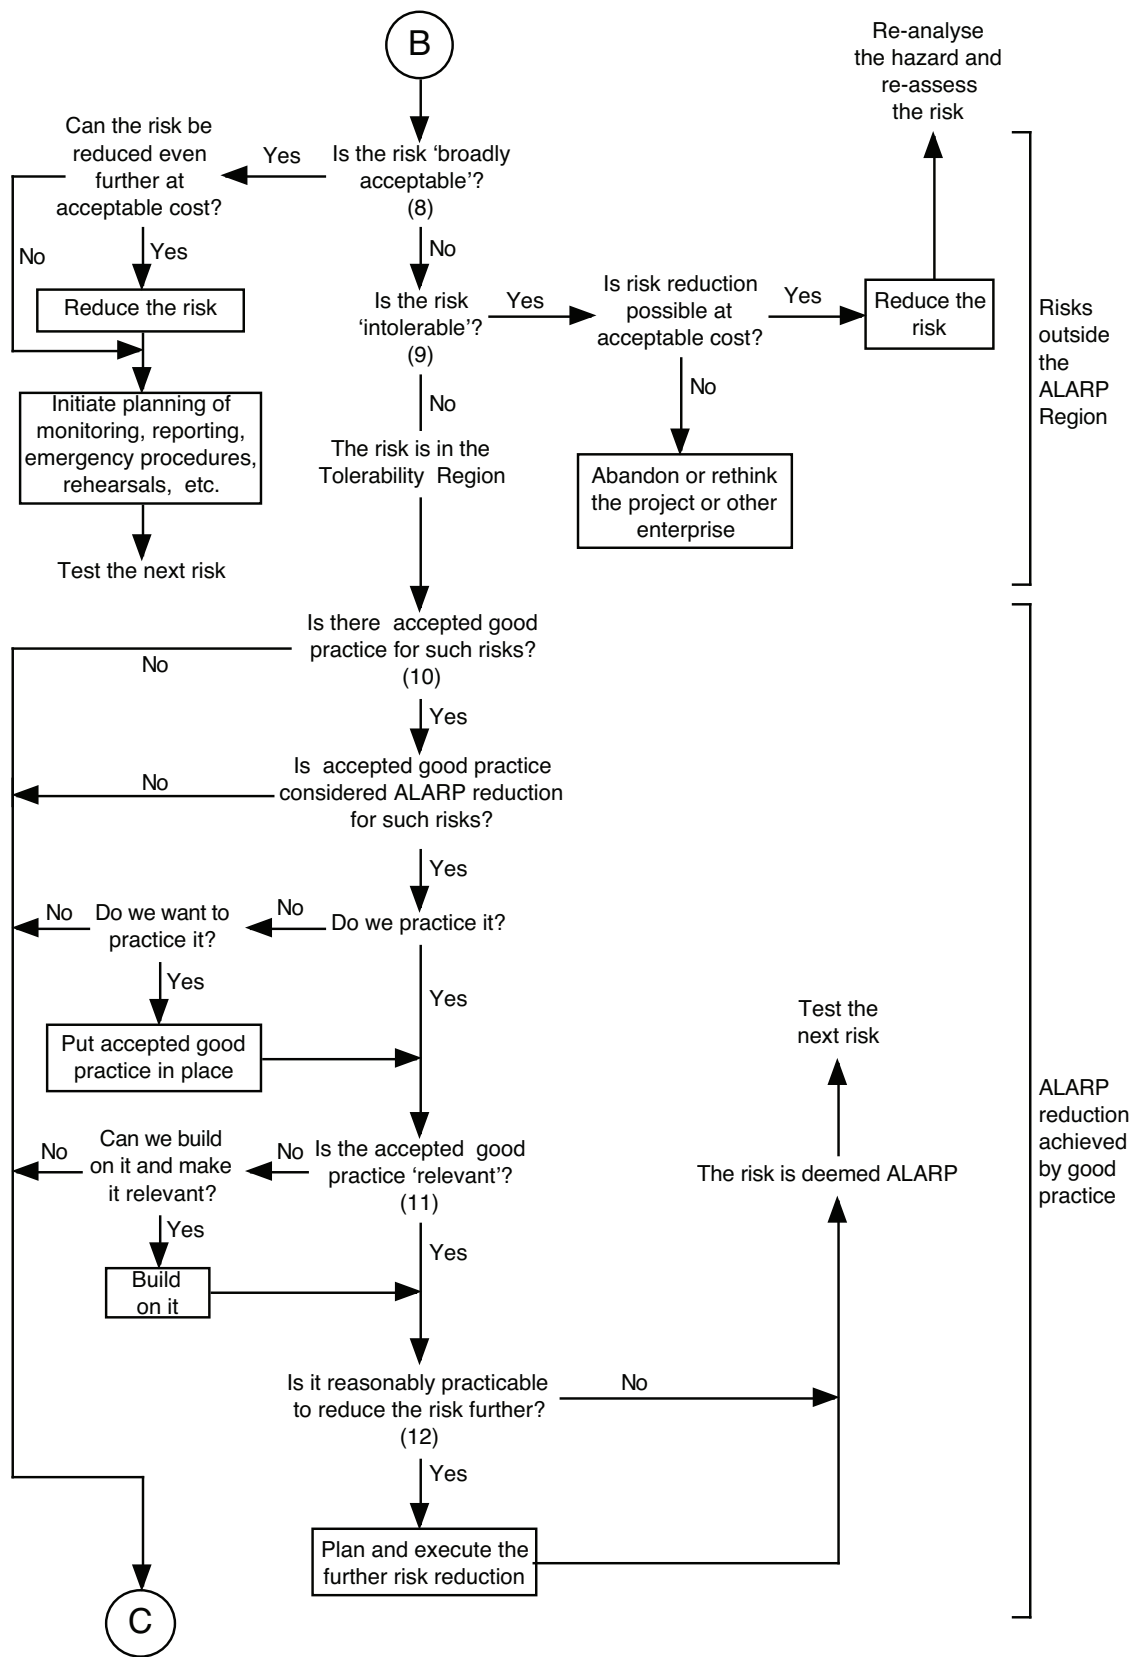 B
Re-analyse
the hazard and
re-assess
the risk
Can the risk be
reduced even
further at
acceptable cost?
Yes
Is the risk ‘broadly
acceptable’?
(8)
No
Yes
No
Reduce the risk
Is the risk
‘intolerable’?
(9)
Yes
Is risk reduction
possible at
acceptable cost?
Yes
Reduce the
risk
Risks
outside
the
ALARP
Region
No
No
Initiate planning of
monitoring, reporting,
emergency procedures,
rehearsals, etc.
The risk is in the
Tolerability Region
Abandon or rethink
the project or other
enterprise
Test the next risk
Is there accepted good
practice for such risks?
(10)
No
Yes
Is accepted good practice
considered ALARP reduction
for such risks?
No
Yes
Do we practice it?
No
Do we want to
practice it?
No
Yes
Yes
Put accepted good
practice in place
Test the
next risk
Is the accepted good
practice ‘relevant’?
(11)
No
Can we build
on it and make
it relevant?
No
Yes
Yes
Build
on it
The risk is deemed ALARP
ALARP
reduction
achieved
by good
practice
Is it reasonably practicable
to reduce the risk further?
(12)
No
Yes
Plan and execute the
further risk reduction
C